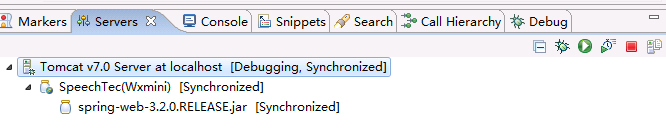 Markers Servers Console Snippets Search Call Hierarchy Debug
Tomcat v7.0 Server at localhost [Debugging, Synchronized]
SpeechTec(Wxmini) [Synchronized]
spring-web-3.2.0.RELEASE.jar [Synchronized]